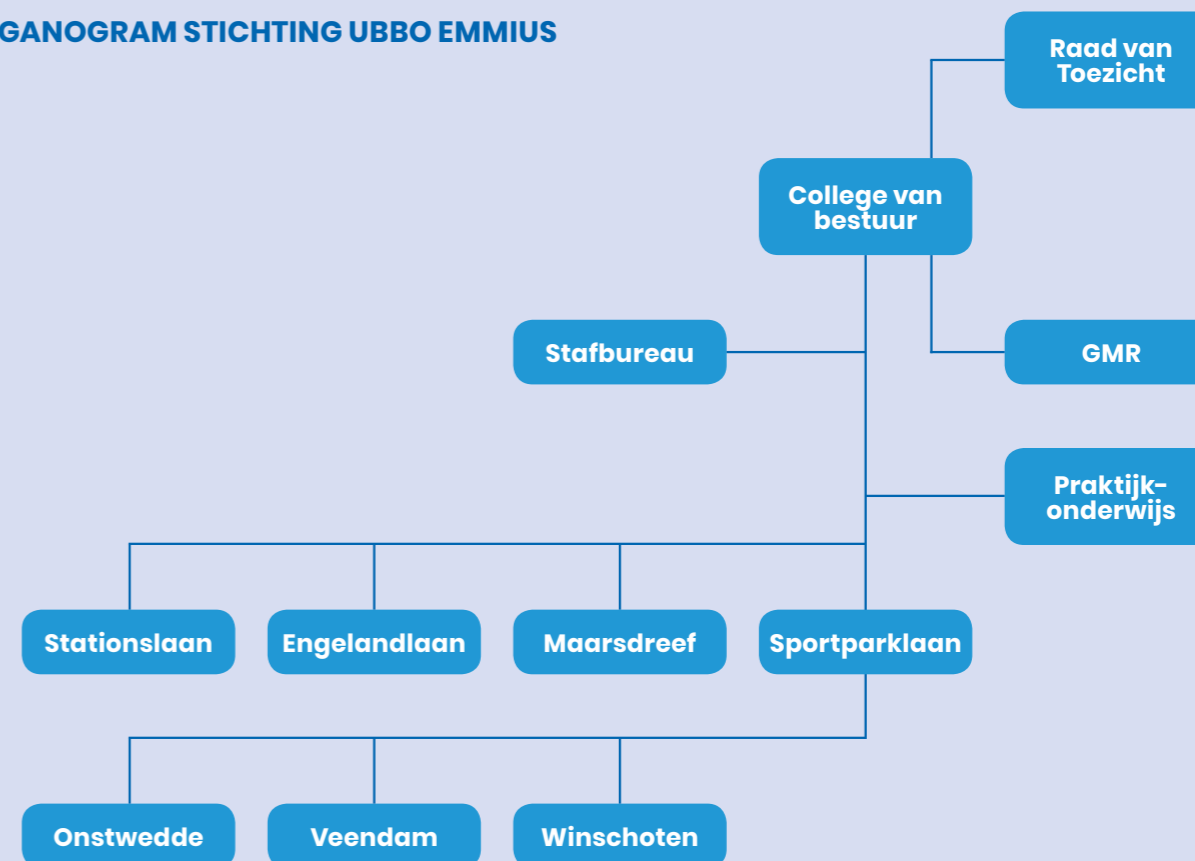 GANOGRAM STICHTING UBBO EMMIUS
Raad van
Toezicht
College van
bestuur
Stafbureau
GMR
Praktijk-
onderwijs
Stationslaan
Engelandlaan
Maarsdreef
Sportparklaan
Onstwedde
Veendam
Winschoten